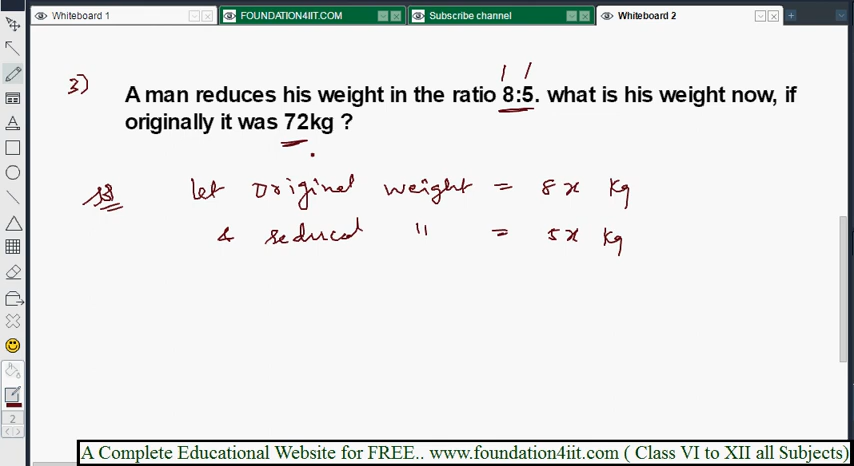 Whiteboard 1
FOUNDATION4IIT.COM
Subscribe channel
Whiteboard 2
3)
A man reduces his weight in the ratio 8:5. what is his weight now, if
originally it was 72kg ?
let original weight = 8x kg
& reduced " = 5x kg
2
A Complete Educational Website for FREE.. www.foundation4iit.com ( Class VI to XII all Subjects)